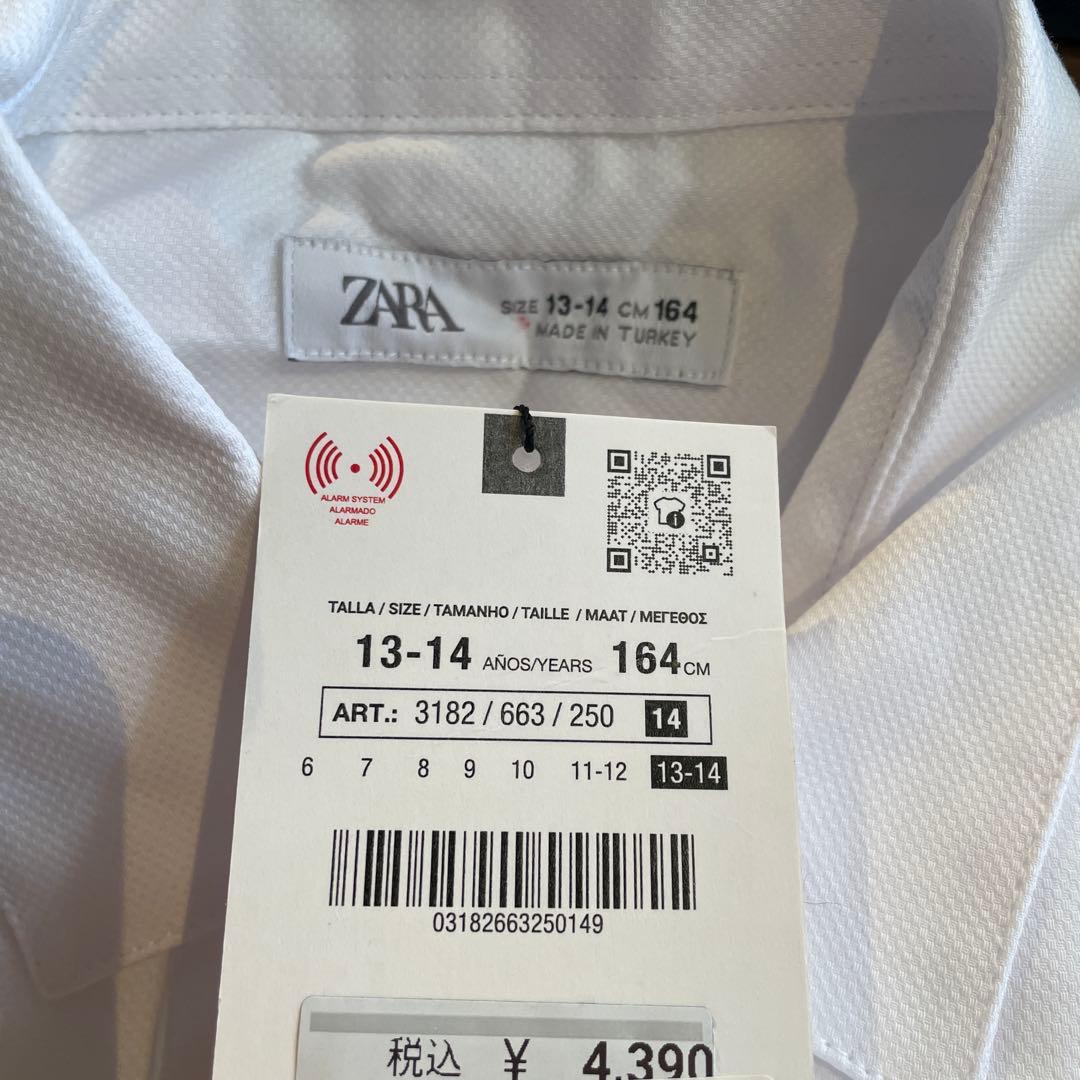 ZARA
SIZE 13-14 CM 164
MADE IN TURKEY
ALARM SYSTEM
ALARMADO
ALARME
TALLA / SIZE / TAMANHO / TAILLE / MAAT / ΜΕΓΕΘΟΣ
13-14 AÑOS/YEARS 164 CM
ART.: 3182 / 663 / 250 14
6 7 8 9 10 11-12 13-14
03182663250149
税込 ¥ 4,390